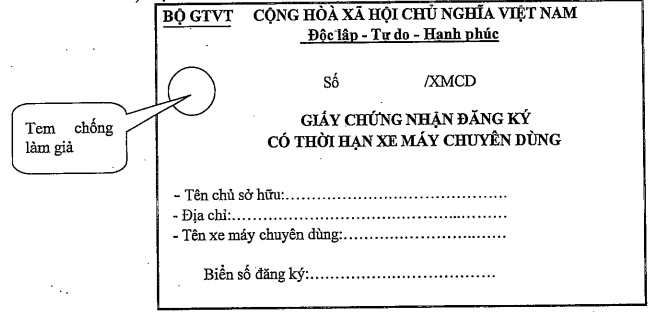 BỘ GTVT CỘNG HÒA XÃ HỘI CHỦ NGHĨA VIỆT NAM
Độc lập - Tự do - Hạnh phúc
Số /XMCD
Tem chống
làm giả
GIẤY CHỨNG NHẬN ĐĂNG KÝ
CÓ THỜI HẠN XE MÁY CHUYÊN DÙNG
- Tên chủ sở hữu:..........................................
- Địa chỉ:....................................................
- Tên xe máy chuyên dùng:..............................
Biển số đăng ký:...................................